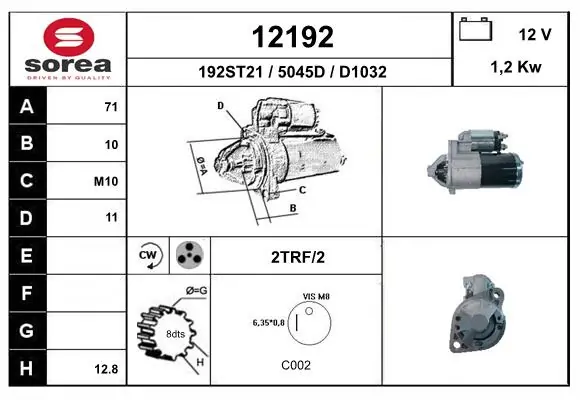 sorea
DRIVEN BY QUALITY
12192
192ST21 / 5045D / D1032
12 V
1,2 Kw
A 71
B 10
C M10
D 11
E
F
G
H 12.8
D
Ø=A
C
B
CW
2TRF/2
Ø=G
8dts
H
VIS M8
6,35*0,8
C002